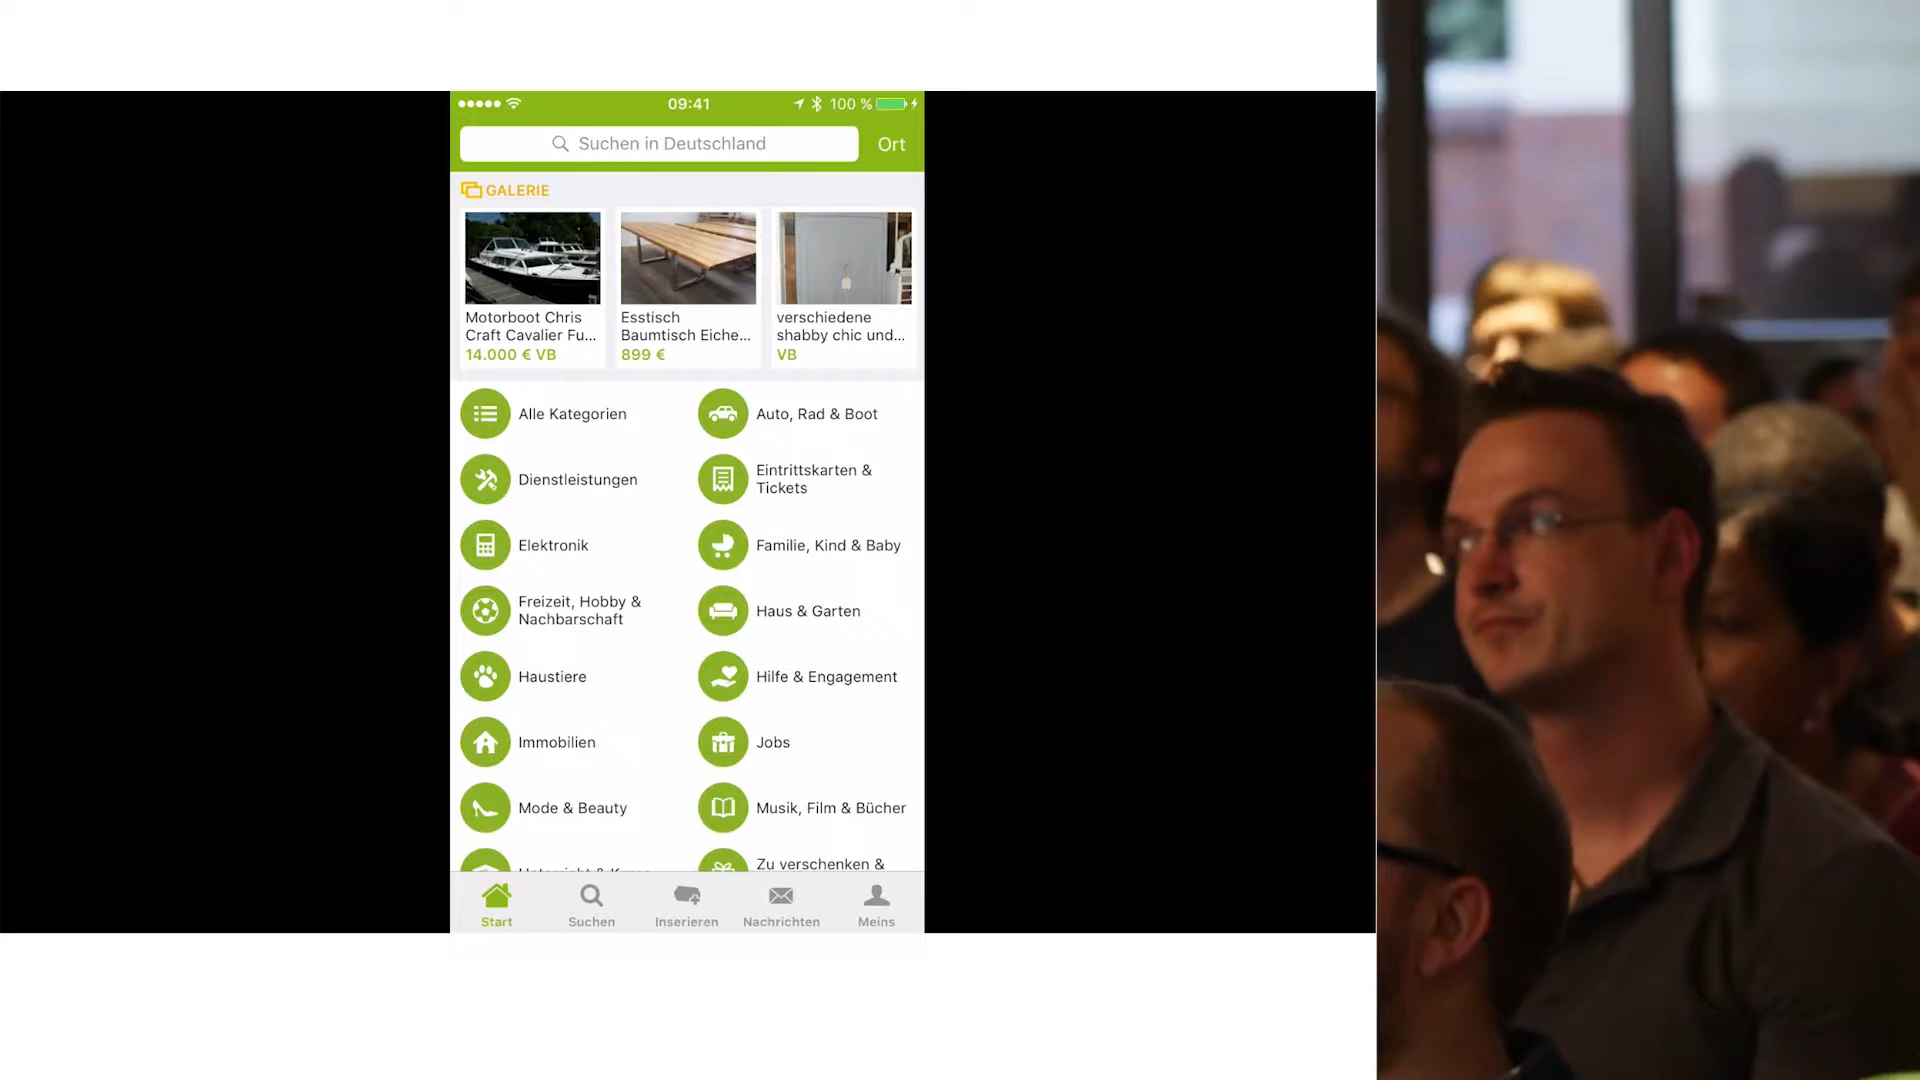 09:41
100 %
Suchen in Deutschland
Ort
GALERIE
Motorboot Chris
Craft Cavalier Fu...
14.000 € VB
Esstisch
Baumtisch Eiche...
899 €
verschiedene
shabby chic und...
VB
Alle Kategorien
Auto, Rad & Boot
Dienstleistungen
Eintrittskarten &
Tickets
Elektronik
Familie, Kind & Baby
Freizeit, Hobby &
Nachbarschaft
Haus & Garten
Haustiere
Hilfe & Engagement
Immobilien
Jobs
Mode & Beauty
Musik, Film & Bücher
Zu verschenken &
Start
Suchen
Inserieren
Nachrichten
Meins